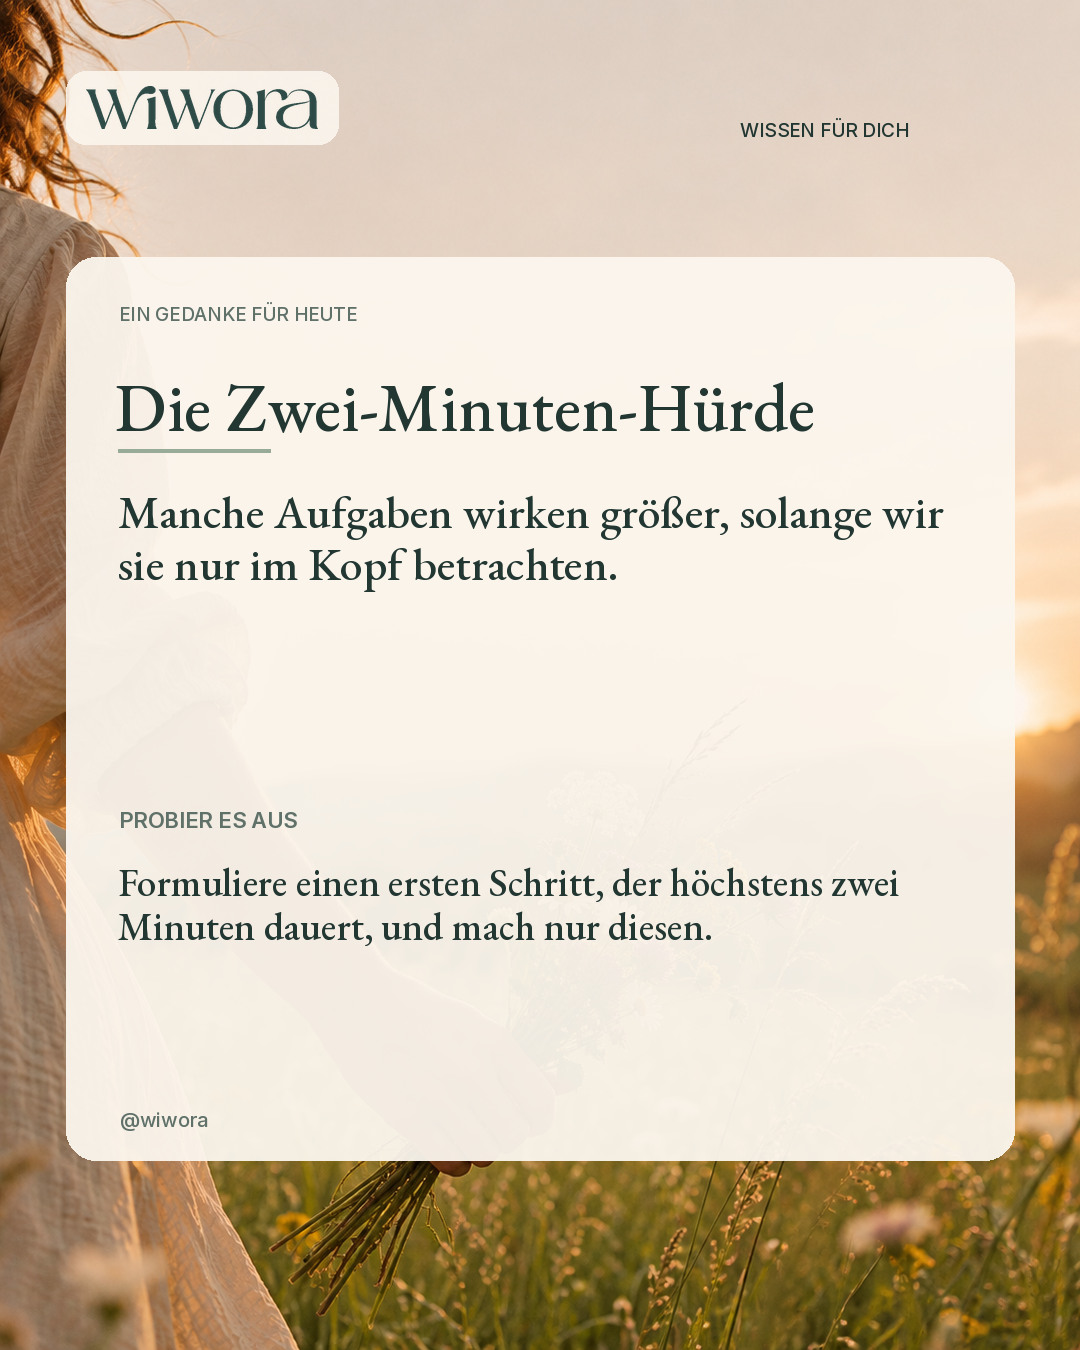 wiwora
WISSEN FÜR DICH
EIN GEDANKE FÜR HEUTE
Die Zwei-Minuten-Hürde
Manche Aufgaben wirken größer, solange wir
sie nur im Kopf betrachten.
PROBIER ES AUS
Formuliere einen ersten Schritt, der höchstens zwei
Minuten dauert, und mach nur diesen.
@wiwora